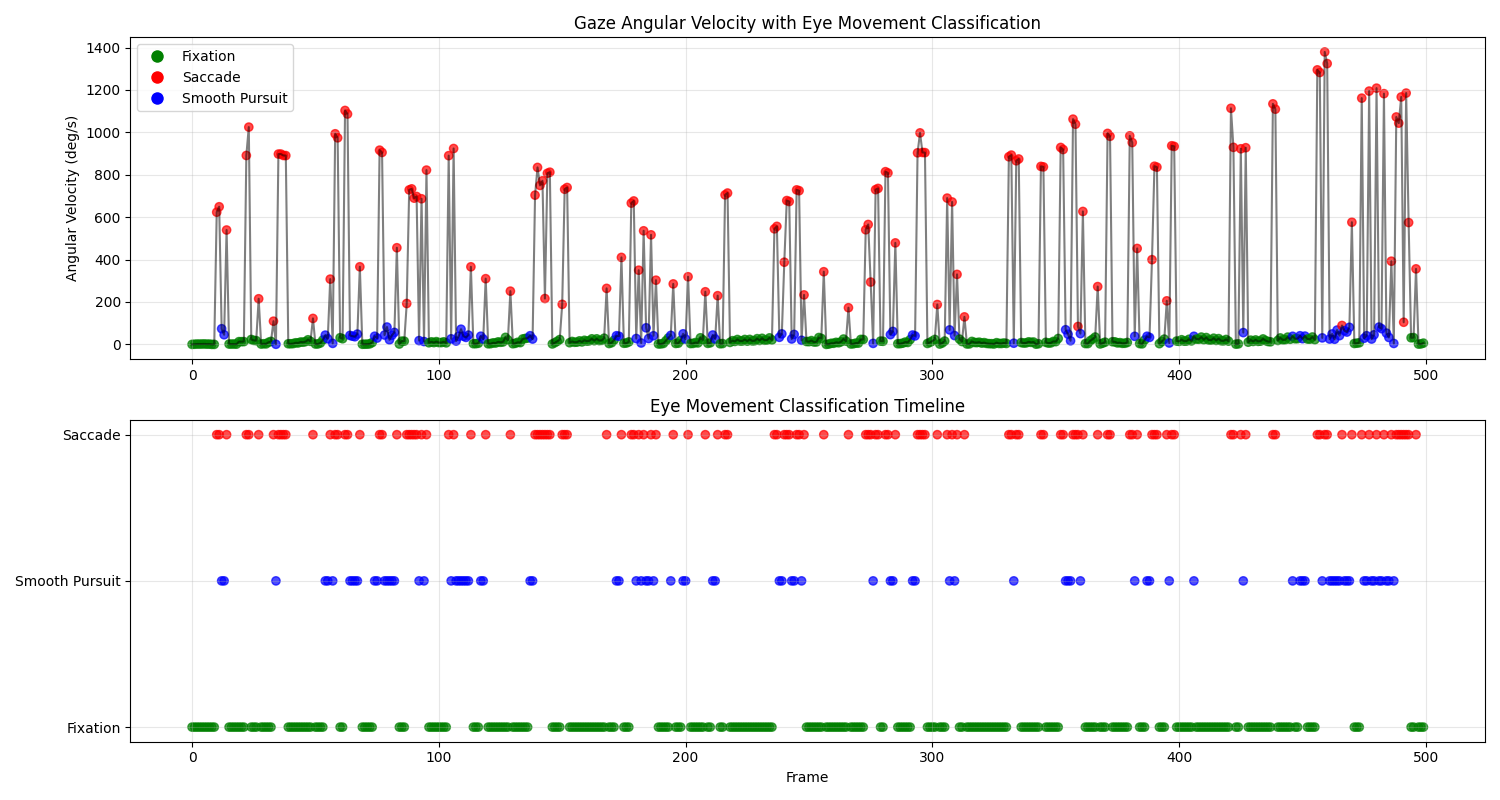 Gaze Angular Velocity with Eye Movement Classification
Angular Velocity (deg/s)
1400
1200
1000
800
600
400
200
0
Fixation
Saccade
Smooth Pursuit
0 100 200 300 400 500
Eye Movement Classification Timeline
Saccade
Smooth Pursuit
Fixation
0 100 200 300 400 500
Frame